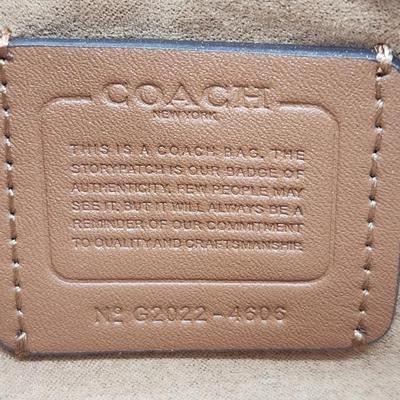 COACH
NEW YORK
THIS IS A COACH BAG. THE
STORYPATCH IS OUR BADGE OF
AUTHENTICITY. FEW PEOPLE MAY
SEE IT, BUT IT WILL ALWAYS BE A
REMINDER OF OUR COMMITMENT
TO QUALITY AND CRAFTSMANSHIP.
Nº G2022-4606